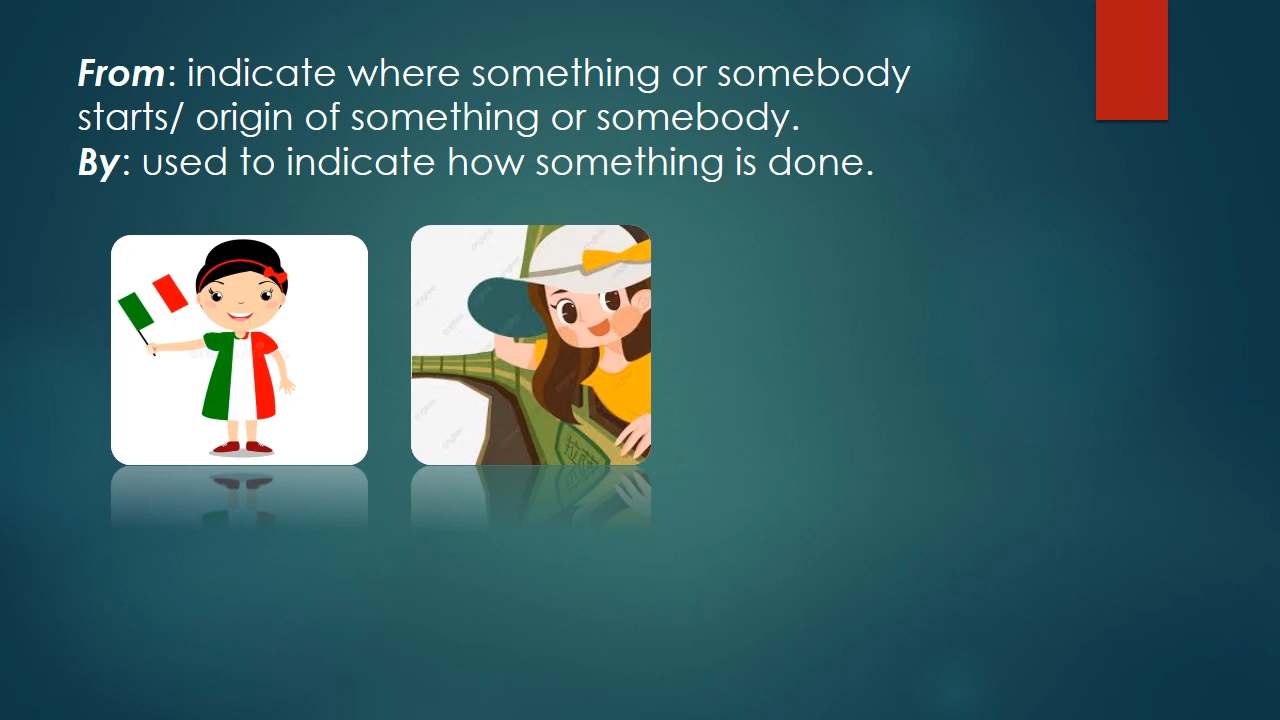 From: indicate where something or somebody
starts/ origin of something or somebody.
By: used to indicate how something is done.